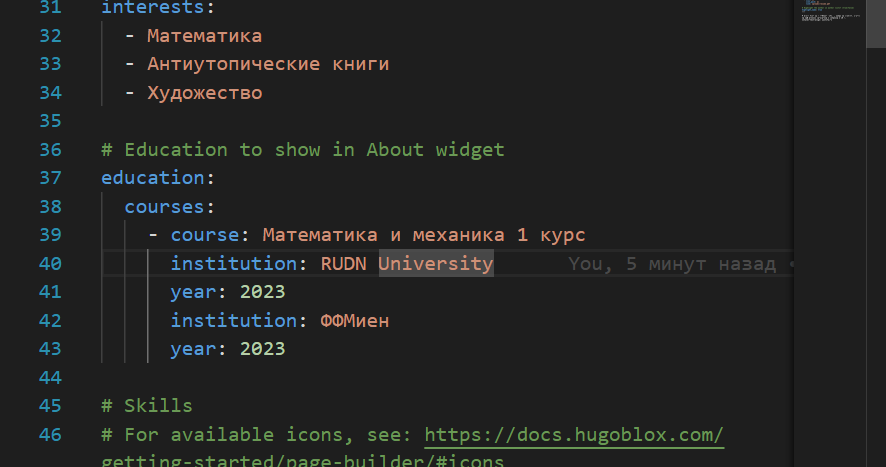 31 interests:
32 - Математика
33 - Антиутопические книги
34 - Художество
35
36 # Education to show in About widget
37 education:
38 courses:
39 - course: Математика и механика 1 курс
40 institution: RUDN University You, 5 минут назад •
41 year: 2023
42 institution: ФФМиен
43 year: 2023
44
45 # Skills
46 # For available icons, see: https://docs.hugoblox.com/
getting-started/page-builder/#icons